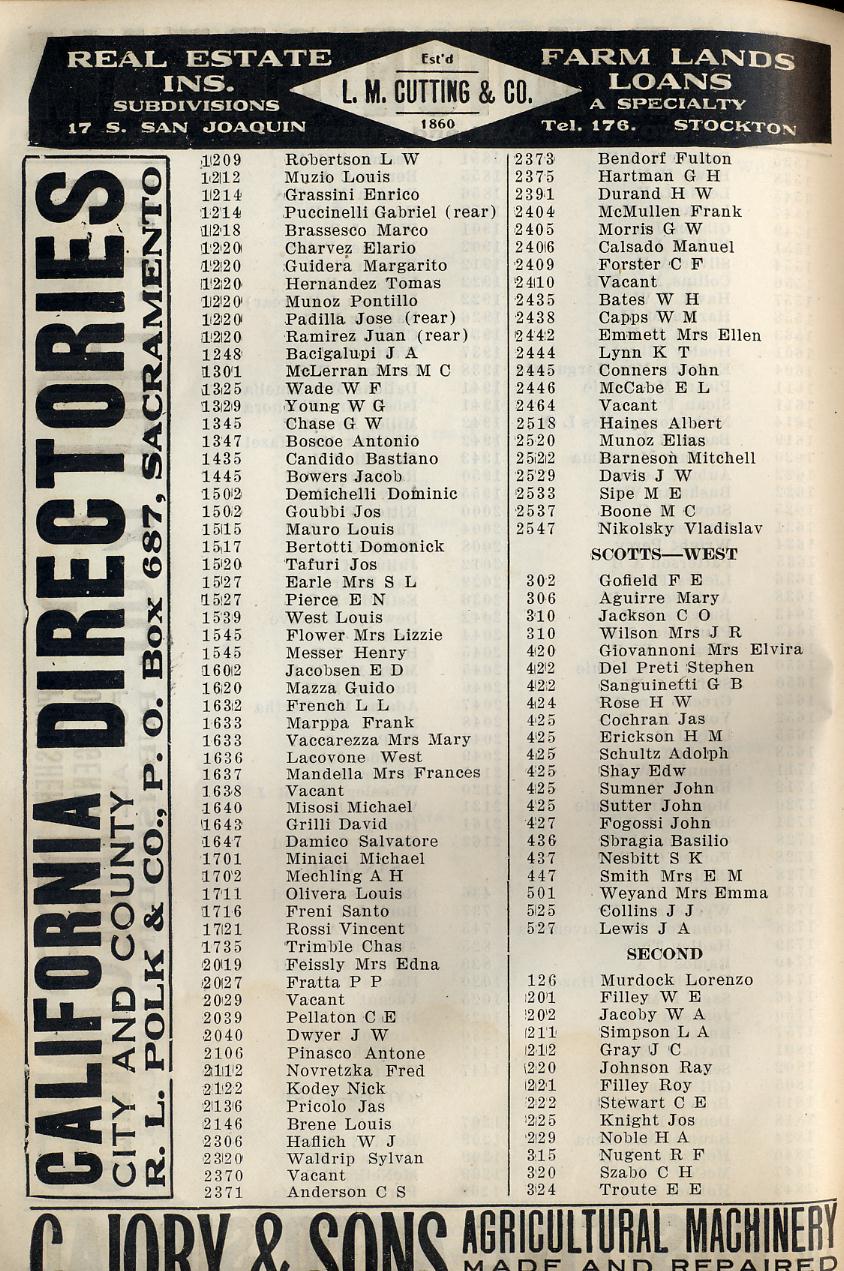 REAL ESTATE
INS.
SUBDIVISIONS
17 S. SAN JOAQUIN
Est'd
L. M. CUTTING & CO.
1860
FARM LANDS
LOANS
A SPECIALTY
Tel. 176. STOCKTON
CALIFORNIA DIRECTORIES
CITY AND COUNTY
R. L. POLK & CO., P. O. Box 687, SACRAMENTO
1209 Robertson L W
1212 Muzio Louis
1214 Grassini Enrico
1214 Puccinelli Gabriel (rear)
1218 Brassesco Marco
1220 Charvez Elario
1220 Guidera Margarito
1220 Hernandez Tomas
1220 Munoz Pontillo
1220 Padilla Jose (rear)
1220 Ramirez Juan (rear)
1248 Bacigalupi J A
1301 McLerran Mrs M C
1325 Wade W F
1329 Young W G
1345 Chase G W
1347 Boscoe Antonio
1435 Candido Bastiano
1445 Bowers Jacob
1502 Demichelli Dominic
1502 Goubbi Jos
1515 Mauro Louis
1517 Bertotti Domonick
1520 Tafuri Jos
1527 Earle Mrs S L
1527 Pierce E N
1539 West Louis
1545 Flower Mrs Lizzie
1545 Messer Henry
1602 Jacobsen E D
1620 Mazza Guido
1632 French L L
1633 Marppa Frank
1633 Vaccarezza Mrs Mary
1636 Lacovone West
1637 Mandella Mrs Frances
1638 Vacant
1640 Misosi Michael
1643 Grilli David
1647 Damico Salvatore
1701 Miniaci Michael
1702 Mechling A H
1711 Olivera Louis
1716 Freni Santo
1721 Rossi Vincent
1735 Trimble Chas
2019 Feissly Mrs Edna
2027 Fratta P P
2029 Vacant
2039 Pellaton C E
2040 Dwyer J W
2106 Pinasco Antone
2112 Novretzka Fred
2122 Kodey Nick
2136 Pricolo Jas
2146 Brene Louis
2306 Haflich W J
2320 Waldrip Sylvan
2370 Vacant
2371 Anderson C S
2373 Bendorf Fulton
2375 Hartman G H
2391 Durand H W
2404 McMullen Frank
2405 Morris G W
2406 Calsado Manuel
2409 Forster C F
2410 Vacant
2435 Bates W H
2438 Capps W M
2442 Emmett Mrs Ellen
2444 Lynn K T
2445 Conners John
2446 McCabe E L
2464 Vacant
2518 Haines Albert
2520 Munoz Elias
2522 Barneson Mitchell
2529 Davis J W
2533 Sipe M E
2537 Boone M C
2547 Nikolsky Vladislav
SCOTTS—WEST
302 Gofield F E
306 Aguirre Mary
310 Jackson C O
310 Wilson Mrs J R
420 Giovannoni Mrs Elvira
422 Del Preti Stephen
422 Sanguinetti G B
424 Rose H W
425 Cochran Jas
425 Erickson H M
425 Schultz Adolph
425 Shay Edw
425 Sumner John
425 Sutter John
427 Fogossi John
436 Sbragia Basilio
437 Nesbitt S K
447 Smith Mrs E M
501 Weyand Mrs Emma
525 Collins J J
527 Lewis J A
SECOND
126 Murdock Lorenzo
201 Filley W E
202 Jacoby W A
211 Simpson L A
212 Gray J C
220 Johnson Ray
221 Filley Roy
222 Stewart C E
225 Knight Jos
229 Noble H A
315 Nugent R F
320 Szabo C H
324 Troute E E
C. JORY & SONS
AGRICULTURAL MACHINERY
MADE AND REPAIRED